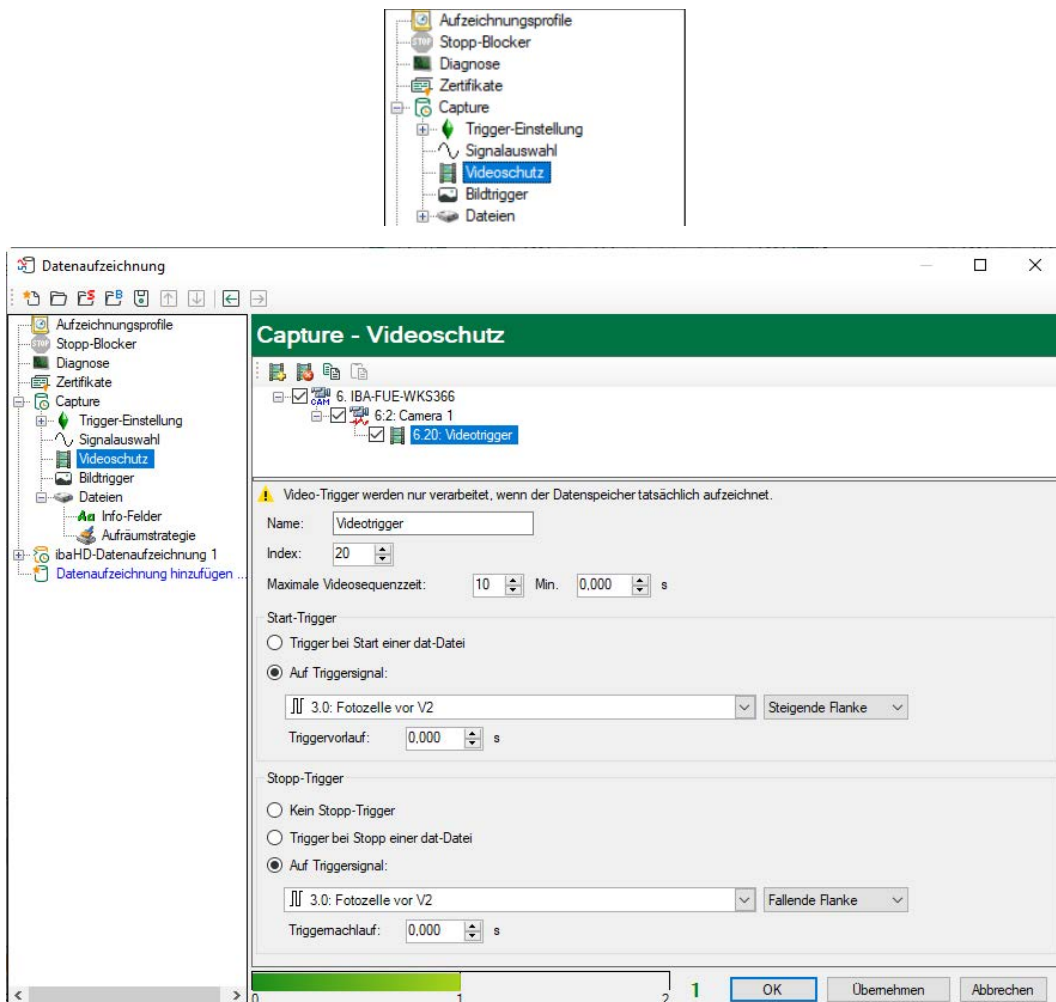 Aufzeichnungsprofile
STOP Stopp-Blocker
Diagnose
Zertifikate
Capture
Trigger-Einstellung
Signalauswahl
Videoschutz
Bildtrigger
Dateien
Datenaufzeichnung
Aufzeichnungsprofile
STOP Stopp-Blocker
Diagnose
Zertifikate
Capture
Trigger-Einstellung
Signalauswahl
Videoschutz
Bildtrigger
Dateien
Aa Info-Felder
Aufräumstrategie
ibaHD-Datenaufzeichnung 1
Datenaufzeichnung hinzufügen ...
Capture - Videoschutz
CAM 6. IBA-FUE-WKS366
6:2: Camera 1
6.20: Videotrigger
Video-Trigger werden nur verarbeitet, wenn der Datenspeicher tatsächlich aufzeichnet.
Name: Videotrigger
Index: 20
Maximale Videosequenzzeit: 10 Min. 0,000 s
Start-Trigger
Trigger bei Start einer dat-Datei
Auf Triggersignal:
3.0: Fotozelle vor V2 Steigende Flanke
Triggervorlauf: 0,000 s
Stopp-Trigger
Kein Stopp-Trigger
Trigger bei Stopp einer dat-Datei
Auf Triggersignal:
3.0: Fotozelle vor V2 Fallende Flanke
Triggernachlauf: 0,000 s
0 1 2 1 OK Übernehmen Abbrechen